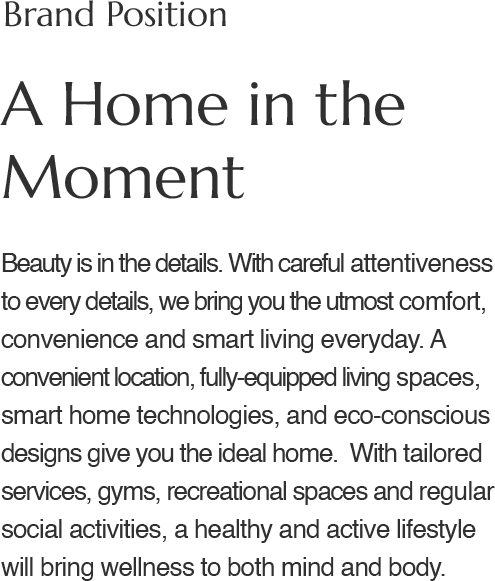 Brand Position
A Home in the
Moment
Beauty is in the details. With careful attentiveness
to every details, we bring you the utmost comfort,
convenience and smart living everyday. A
convenient location, fully-equipped living spaces,
smart home technologies, and eco-conscious
designs give you the ideal home.  With tailored
services, gyms, recreational spaces and regular
social activities, a healthy and active lifestyle
will bring wellness to both mind and body.